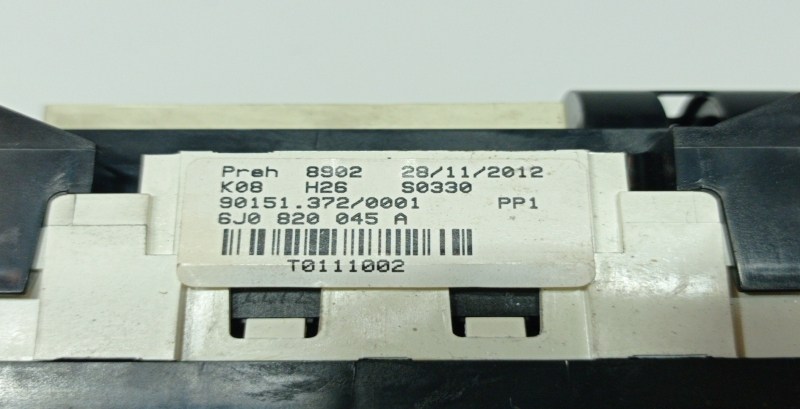 Preh 8902 28/11/2012
K08 H26 S0330
90151.372/0001 PP1
6J0 820 045 A
T0111002